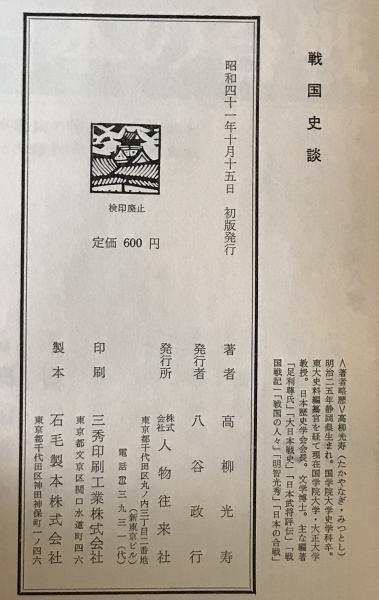 戦国史談
〈著者略歴〉高柳光寿(たかやなぎ・みつとし)
明治二五年静岡県生まれ。国学院大学史学科卒。
東大史料編纂官を経て現在国学院大学・大正大学
教授。日本歴史学会会長。文学博士。主な編著
「足利尊氏」「大日本戦史」「日本武将評伝」「戦
国戦記」「戦国の人々」「明智光秀」「日本の合戦」
昭和四十一年十月十五日 初版発行
検印廃止
定価 600 円
著者 高柳光寿
発行者 八谷政行
発行所 株式会社 人物往来社
東京都千代田区丸ノ内三丁目二番地
(新東京ビル)
電話 三九三一(代)
印刷 三秀印刷工業株式会社
東京都文京区関口水道町四六
製本 石毛製本株式会社
東京都千代田区神田神保町一ノ四六